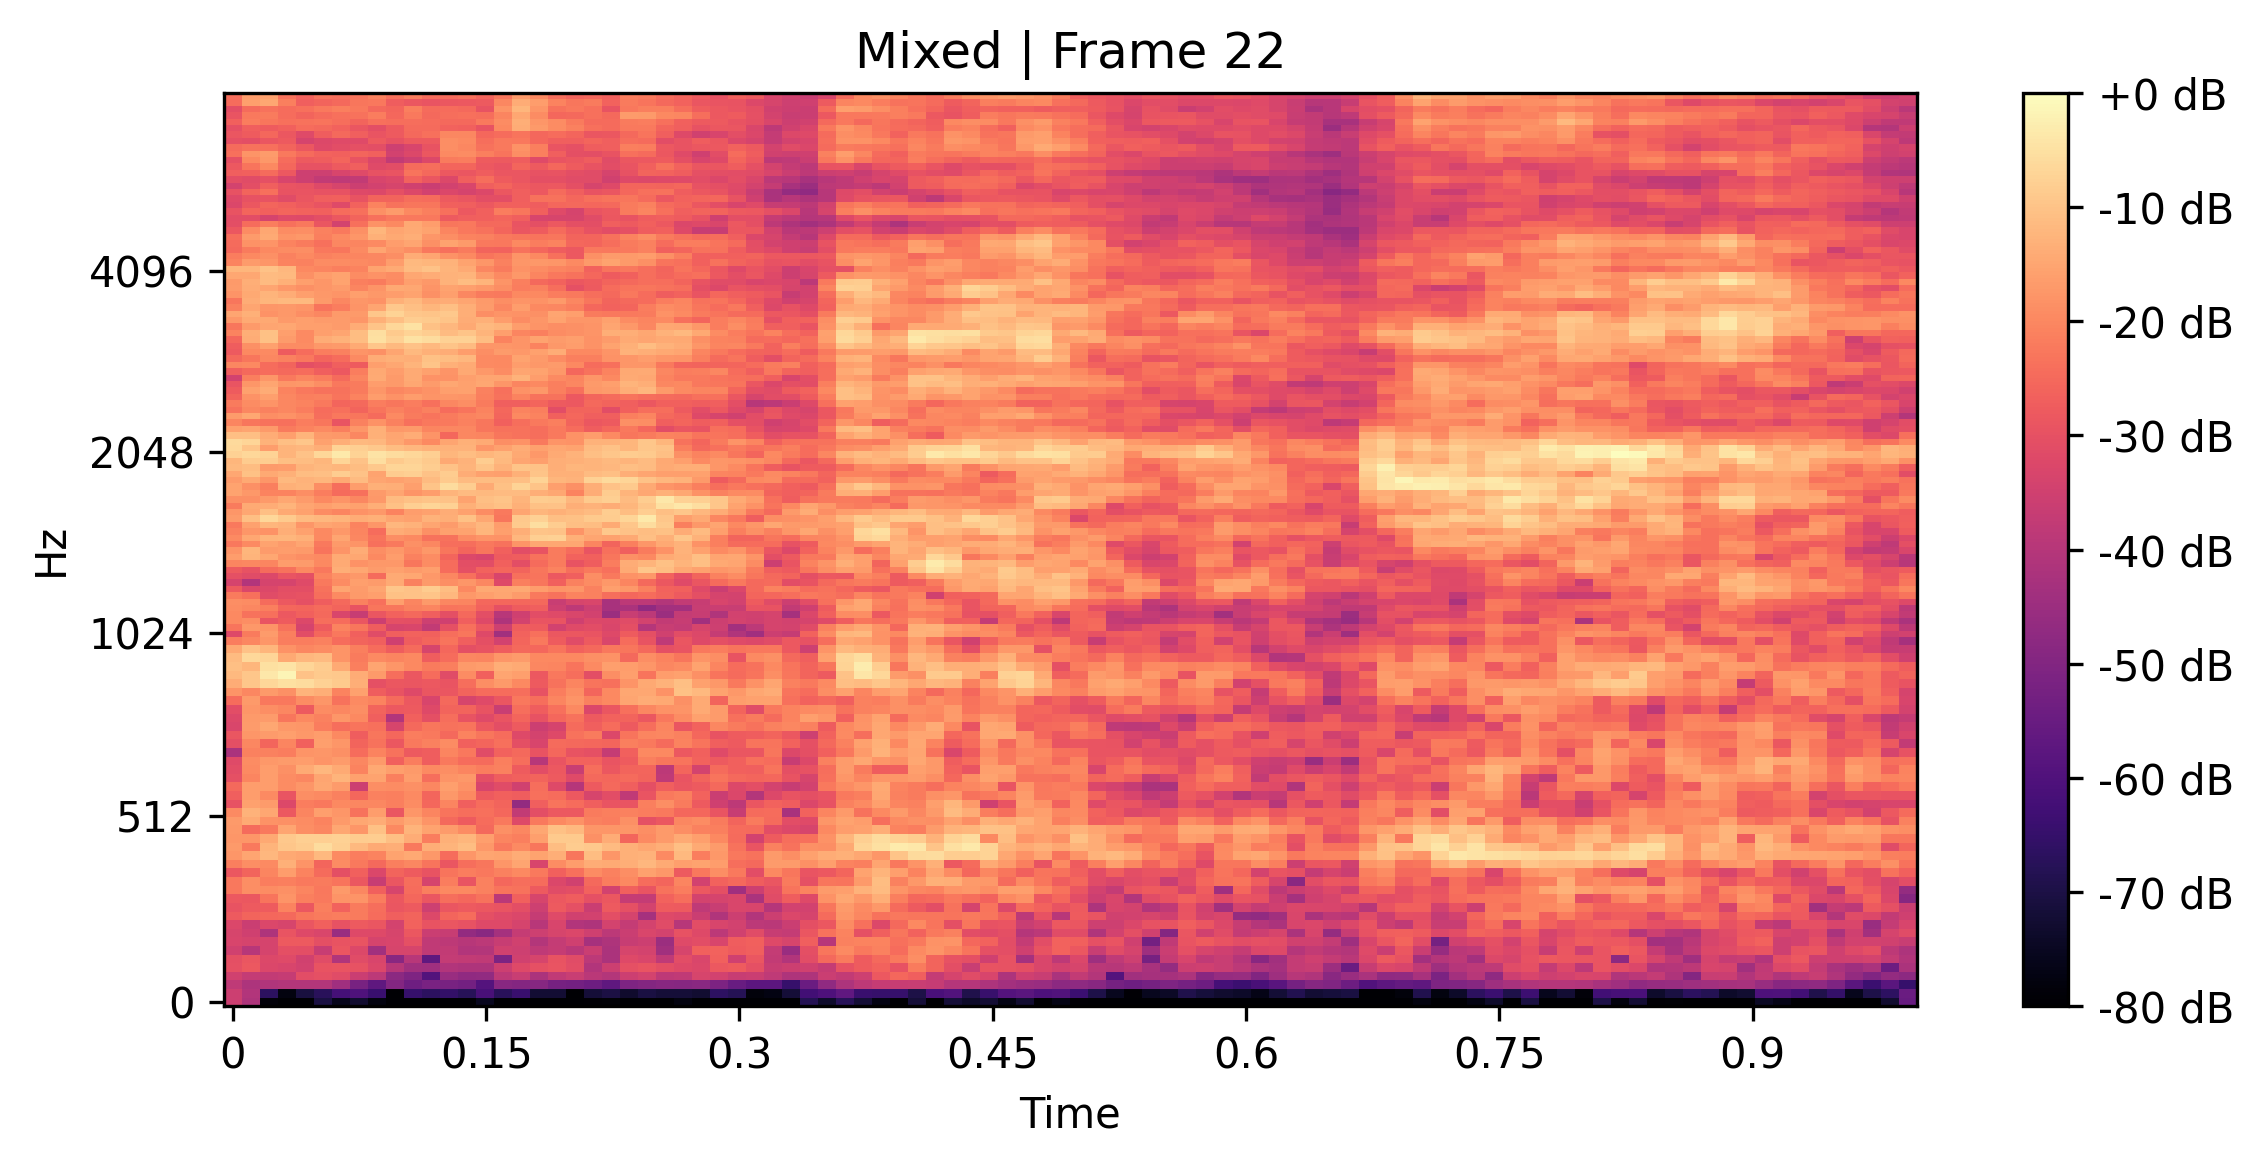 Mixed | Frame 22
Hz
4096
2048
1024
512
0
0 0.15 0.3 0.45 0.6 0.75 0.9
Time
+0 dB
-10 dB
-20 dB
-30 dB
-40 dB
-50 dB
-60 dB
-70 dB
-80 dB